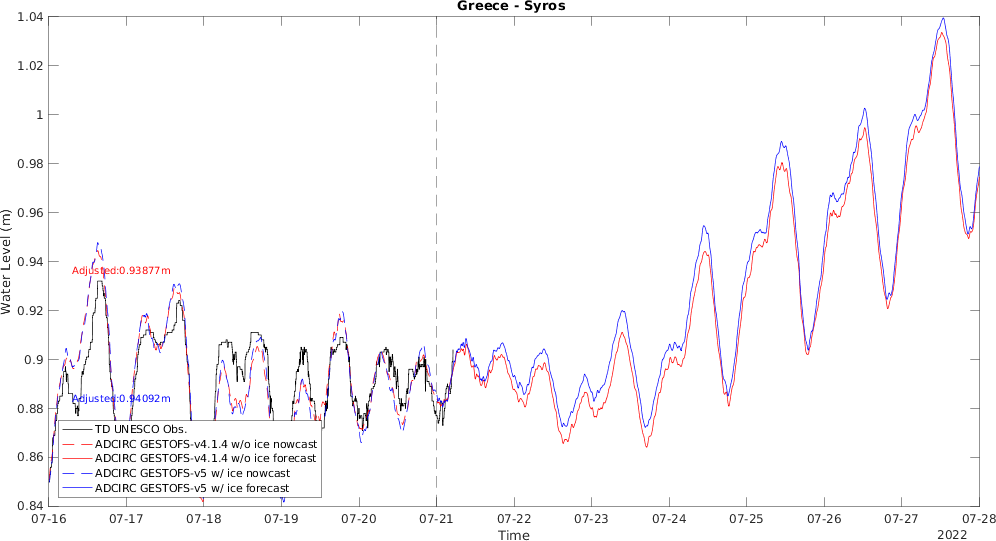 Greece - Syros
1.04
1.02
1
0.98
0.96
0.94
0.92
0.9
0.88
0.86
0.84
Water Level (m)
Adjusted:0.93877m
Adjusted:0.94092m
TD UNESCO Obs.
ADCIRC GESTOFS-v4.1.4 w/o ice nowcast
ADCIRC GESTOFS-v4.1.4 w/o ice forecast
ADCIRC GESTOFS-v5 w/ ice nowcast
ADCIRC GESTOFS-v5 w/ ice forecast
07-16 07-17 07-18 07-19 07-20 07-21 07-22 07-23 07-24 07-25 07-26 07-27 07-28
Time
2022